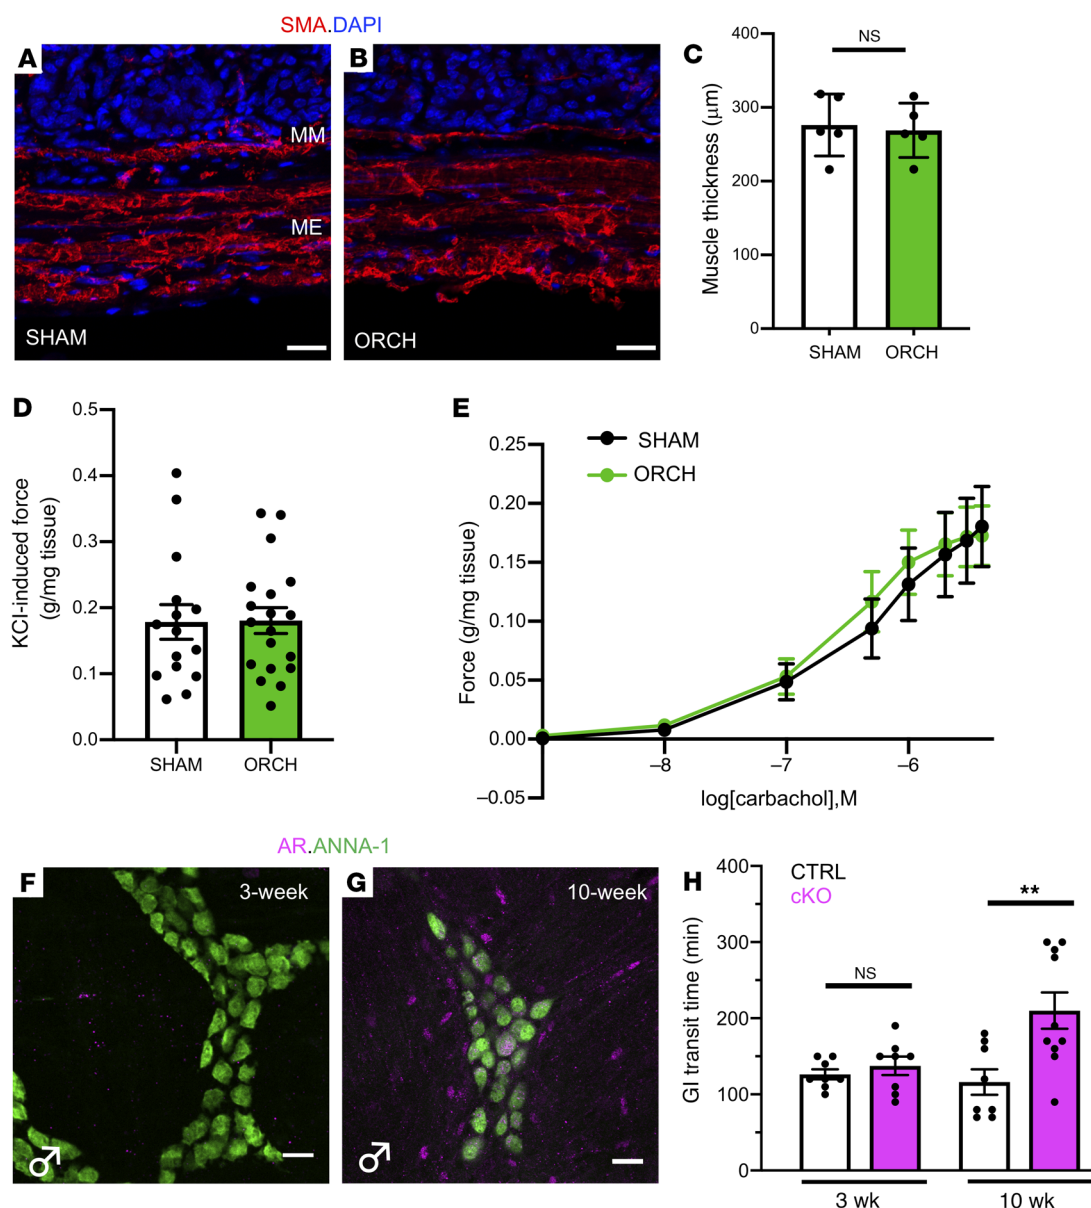 SMA.DAPI
A
MM
ME
SHAM
B
ORCH
C
Muscle thickness (μm)
400
300
200
100
0
NS
SHAM
ORCH
D
KCl-induced force
(g/mg tissue)
0.5
0.4
0.3
0.2
0.1
0.0
SHAM
ORCH
E
SHAM
ORCH
Force (g/mg tissue)
0.25
0.20
0.15
0.10
0.05
0.00
–0.05
–8
–7
–6
log[carbachol],M
AR.ANNA-1
F
3-week
♂
G
10-week
♂
H
CTRL
cKO
GI transit time (min)
400
300
200
100
0
NS
**
3 wk
10 wk